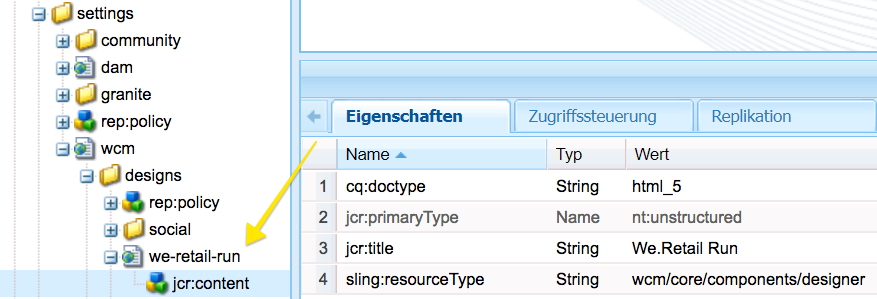 settings
community
dam
granite
rep:policy
wcm
designs
rep:policy
social
we-retail-run
jcr:content
Eigenschaften Zugriffssteuerung Replikation
Name Typ Wert
1 cq:doctype String html_5
2 jcr:primaryType Name nt:unstructured
3 jcr:title String We.Retail Run
4 sling:resourceType String wcm/core/components/designer